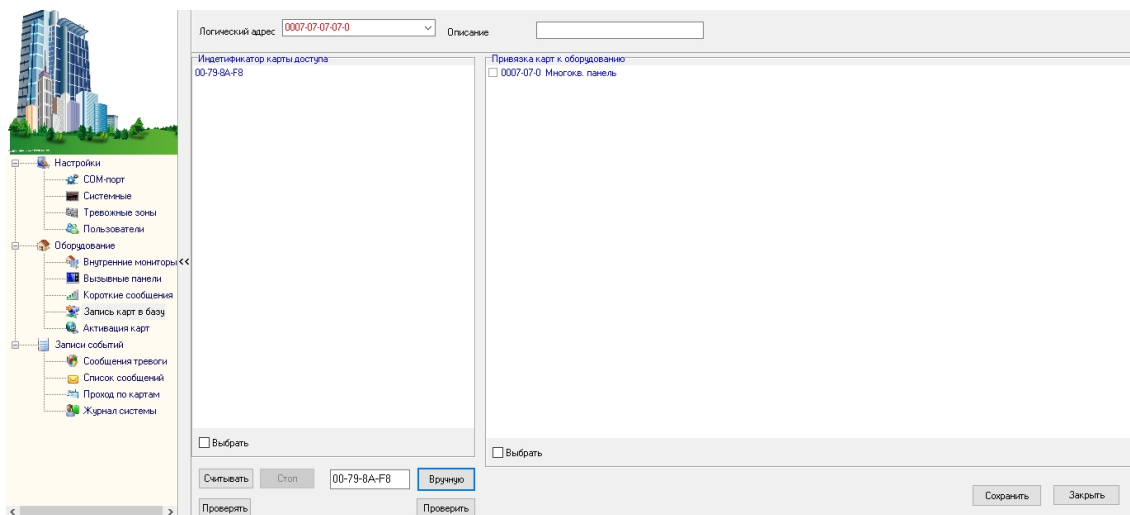 Логический адрес 0007-07-07-07-0 Описание
Индетификатор карты доступа
00-79-8A-F8
Привязка карт к оборудованию
0007-07-0 Многокв. панель
Настройки
COM-порт
Системные
Тревожные зоны
Пользователи
Оборудование
Внутренние мониторы <<
Вызывные панели
Короткие сообщения
Запись карт в базу
Активация карт
Записи событий
Сообщения тревоги
Список сообщений
Проход по картам
Журнал системы
Выбрать
Выбрать
Считывать Стоп 00-79-8A-F8 Вручную
Проверять Проверить
Сохранить Закрыть